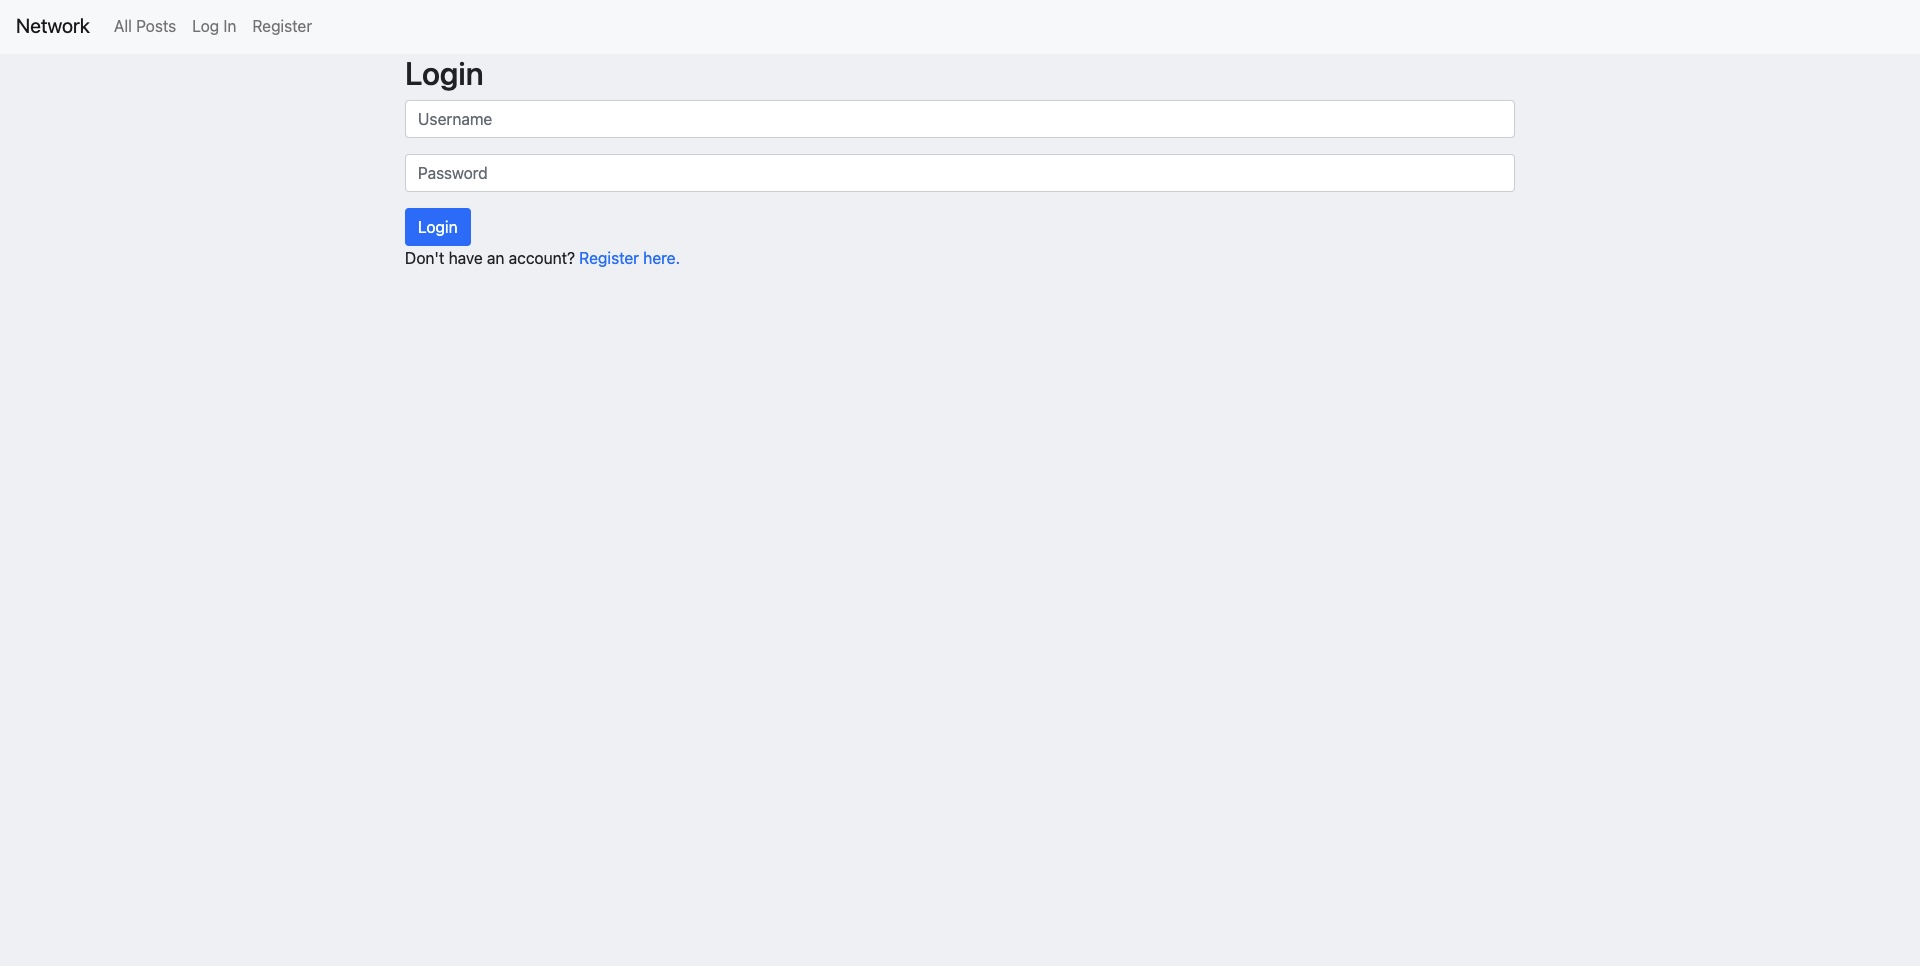 Network All Posts Log In Register
Login
Username
Password
Login
Don't have an account? Register here.